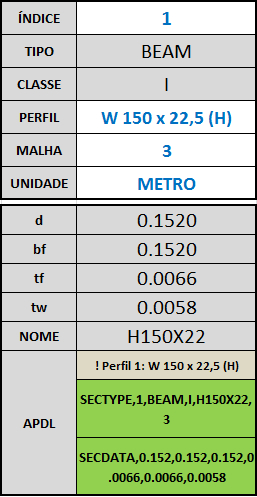 ÍNDICE 1
TIPO BEAM
CLASSE I
PERFIL W 150 x 22,5 (H)
MALHA 3
UNIDADE METRO
d 0.1520
bf 0.1520
tf 0.0066
tw 0.0058
NOME H150X22
APDL
! Perfil 1: W 150 x 22,5 (H)
SECTYPE,1,BEAM,I,H150X22,
3
SECDATA,0.152,0.152,0.152,0
.0066,0.0066,0.0058